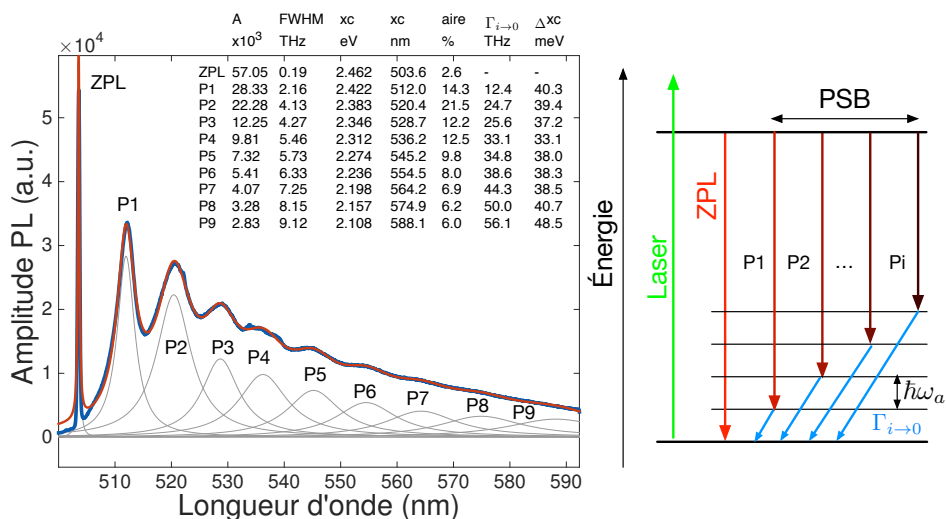 A FWHM xc xc aire Γi→0 Δxc
x10³ THz eV nm % THz meV
ZPL 57.05 0.19 2.462 503.6 2.6 - -
P1 28.33 2.16 2.422 512.0 14.3 12.4 40.3
P2 22.28 4.13 2.383 520.4 21.5 24.7 39.4
P3 12.25 4.27 2.346 528.7 12.2 25.6 37.2
P4 9.81 5.46 2.312 536.2 12.5 33.1 33.1
P5 7.32 5.73 2.274 545.2 9.8 34.8 38.0
P6 5.41 6.33 2.236 554.5 8.0 38.6 38.3
P7 4.07 7.25 2.198 564.2 6.9 44.3 38.5
P8 3.28 8.15 2.157 574.9 6.2 50.0 40.7
P9 2.83 9.12 2.108 588.1 6.0 56.1 48.5
×10⁴
5
4
3
2
1
0
Amplitude PL (a.u.)
ZPL
P1
P2
P3
P4
P5
P6
P7
P8
P9
510 520 530 540 550 560 570 580 590
Longueur d'onde (nm)
Énergie
Laser
ZPL
PSB
P1 P2 ... Pi
ħωa
Γi→0